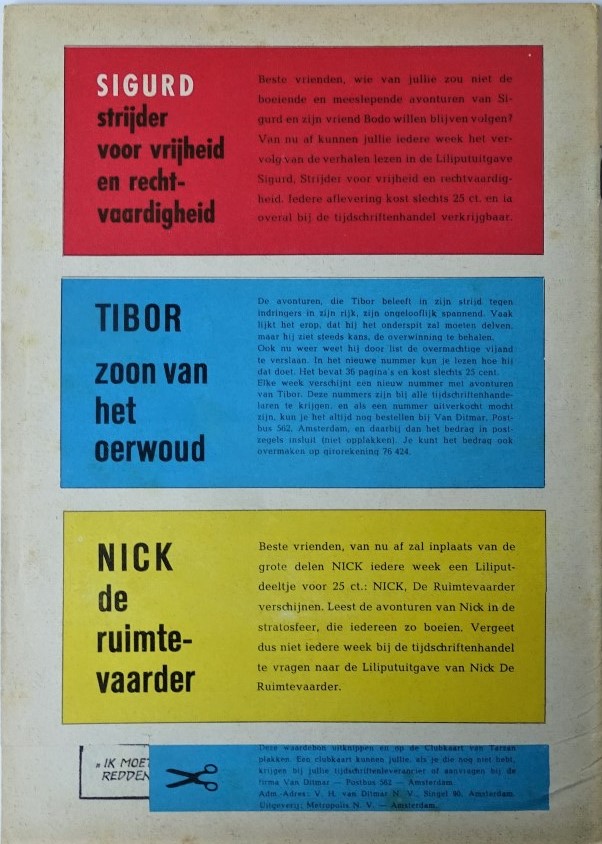 SIGURD
strijder
voor vrijheid
en recht-
vaardigheid
Beste vrienden, wie van jullie zou niet de
boeiende en meeslepende avonturen van Si-
gurd en zijn vriend Bodo willen blijven volgen?
Van nu af kunnen jullie iedere week het ver-
volg van de verhalen lezen in de Liliputuitgave
Sigurd, Strijder voor vrijheid en rechtvaardig-
heid. Iedere aflevering kost slechts 25 ct. en is
overal bij de tijdschriftenhandel verkrijgbaar.
TIBOR
zoon van
het
oerwoud
De avonturen, die Tibor beleeft in zijn strijd tegen
indringers in zijn rijk, zijn ongelooflijk spannend. Vaak
lijkt het erop, dat hij het onderspit zal moeten delven,
maar hij ziet steeds kans, de overwinning te behalen.
Ook nu weer weet hij door list de overmachtige vijand
te verslaan. In het nieuwe nummer kun je lezen hoe hij
dat doet. Het bevat 36 pagina's en kost slechts 25 cent.
Elke week verschijnt een nieuw nummer met avonturen
van Tibor. Deze nummers zijn bij alle tijdschriftenhande-
laren te krijgen, en als een nummer uitverkocht mocht
zijn, kun je het altijd nog bestellen bij Van Ditmar, Post-
bus 562, Amsterdam, en daarbij dan het bedrag in post-
zegels insluit (niet opplakken). Je kunt het bedrag ook
overmaken op girorekening 76 424.
NICK
de
ruimte-
vaarder
Beste vrienden, van nu af zal inplaats van de
grote delen NICK iedere week een Liliput-
deeltje voor 25 ct.: NICK, De Ruimtevaarder
verschijnen. Leest de avonturen van Nick in de
stratosfeer, die iedereen zo boeien. Vergeet
dus niet iedere week bij de tijdschriftenhandel
te vragen naar de Liliputuitgave van Nick De
Ruimtevaarder.
„IK MOET
REDDEN
Deze waardebon uitknippen en op de Clubkaart van Tarzan
plakken. Een clubkaart kunnen jullie, als je die nog niet hebt,
krijgen bij jullie tijdschriftenleverancier of aanvragen bij de
firma Van Ditmar — Postbus 562 — Amsterdam.
Adm.-Adres: V. H. van Ditmar N. V., Singel 90, Amsterdam.
Uitgeverij: Metropolis N. V. — Amsterdam.